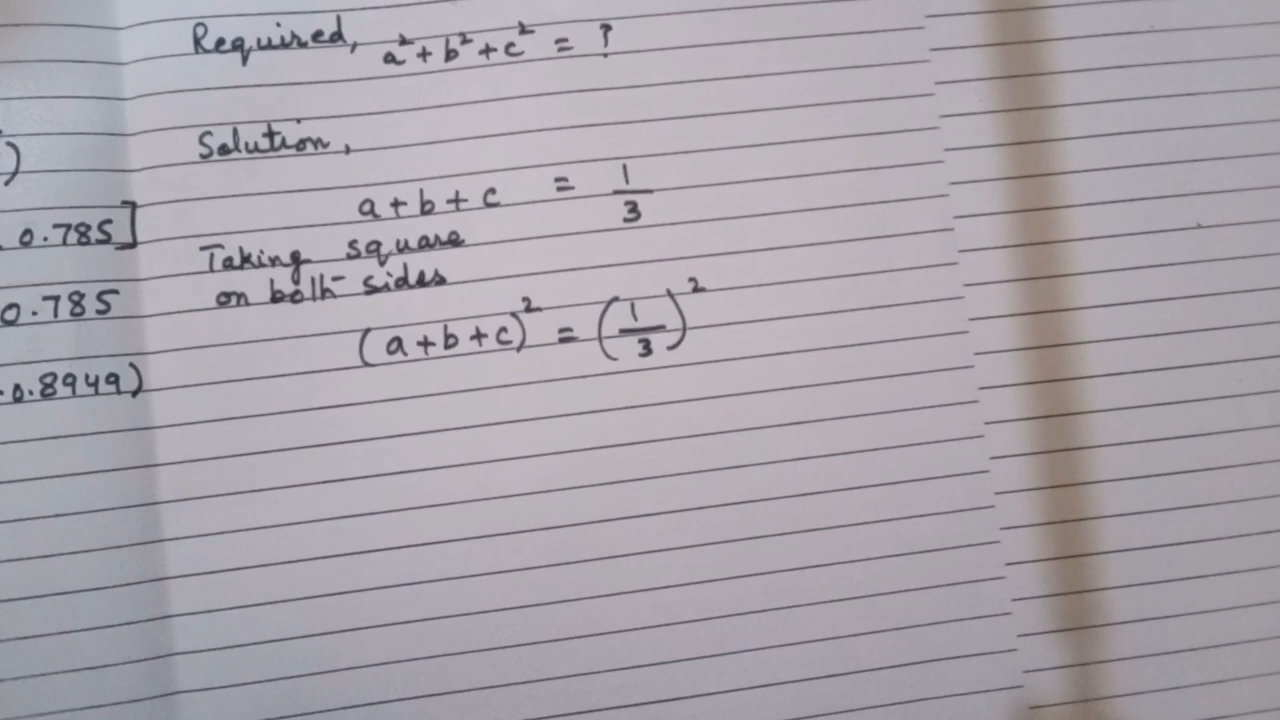 Required, a² + b² + c² = ?
Solution,
)
a + b + c = 1/3
0.785]
Taking square
on both sides
0.785
(a + b + c)² = (1/3)²
0.8949)